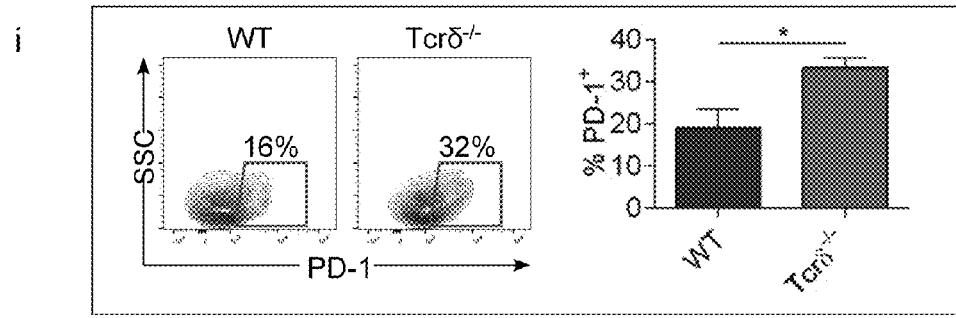 i
WT
Tcrδ⁻/⁻
SSC
16%
32%
PD-1
% PD-1⁺
40
30
20
10
0
*
WT
Tcrδ⁻/⁻